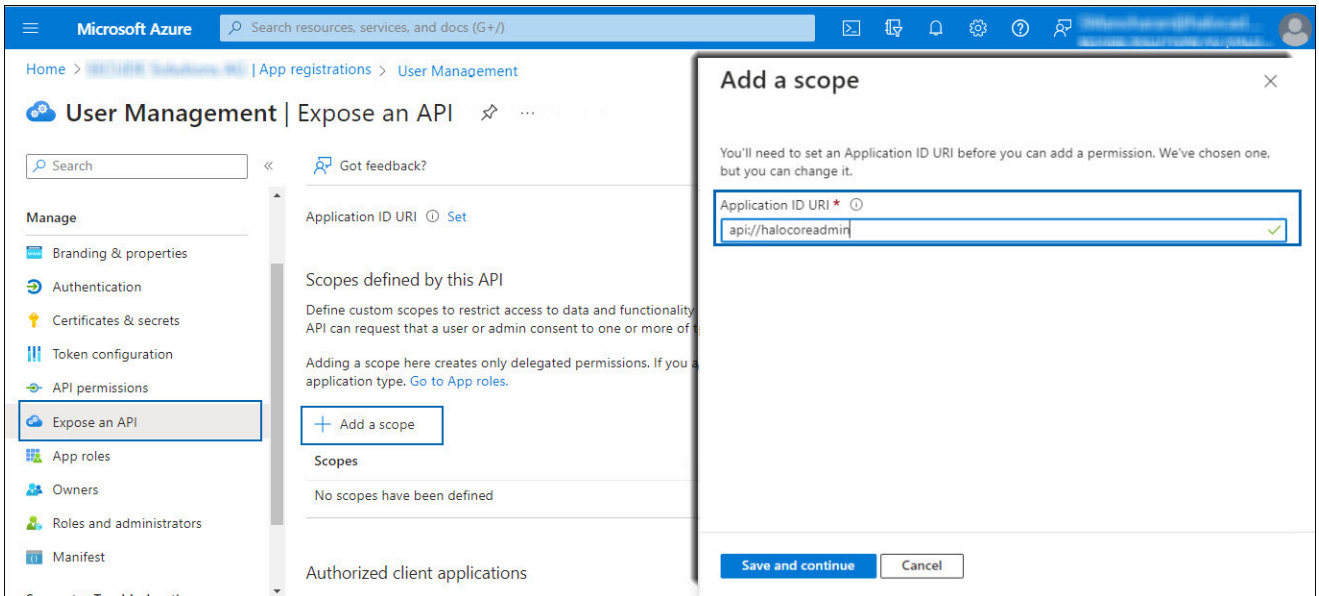 Microsoft Azure
Search resources, services, and docs (G+/)
Home > | App registrations > User Management
User Management | Expose an API
Search
«
Got feedback?
Manage
Branding & properties
Authentication
Certificates & secrets
Token configuration
API permissions
Expose an API
App roles
Owners
Roles and administrators
Manifest
Application ID URI Set
Scopes defined by this API
Define custom scopes to restrict access to data and functionality
API can request that a user or admin consent to one or more of
Adding a scope here creates only delegated permissions. If you
application type. Go to App roles.
+ Add a scope
Scopes
No scopes have been defined
Authorized client applications
Add a scope
You'll need to set an Application ID URI before you can add a permission. We've chosen one,
but you can change it.
Application ID URI *
api://halocoreadmin
Save and continue
Cancel